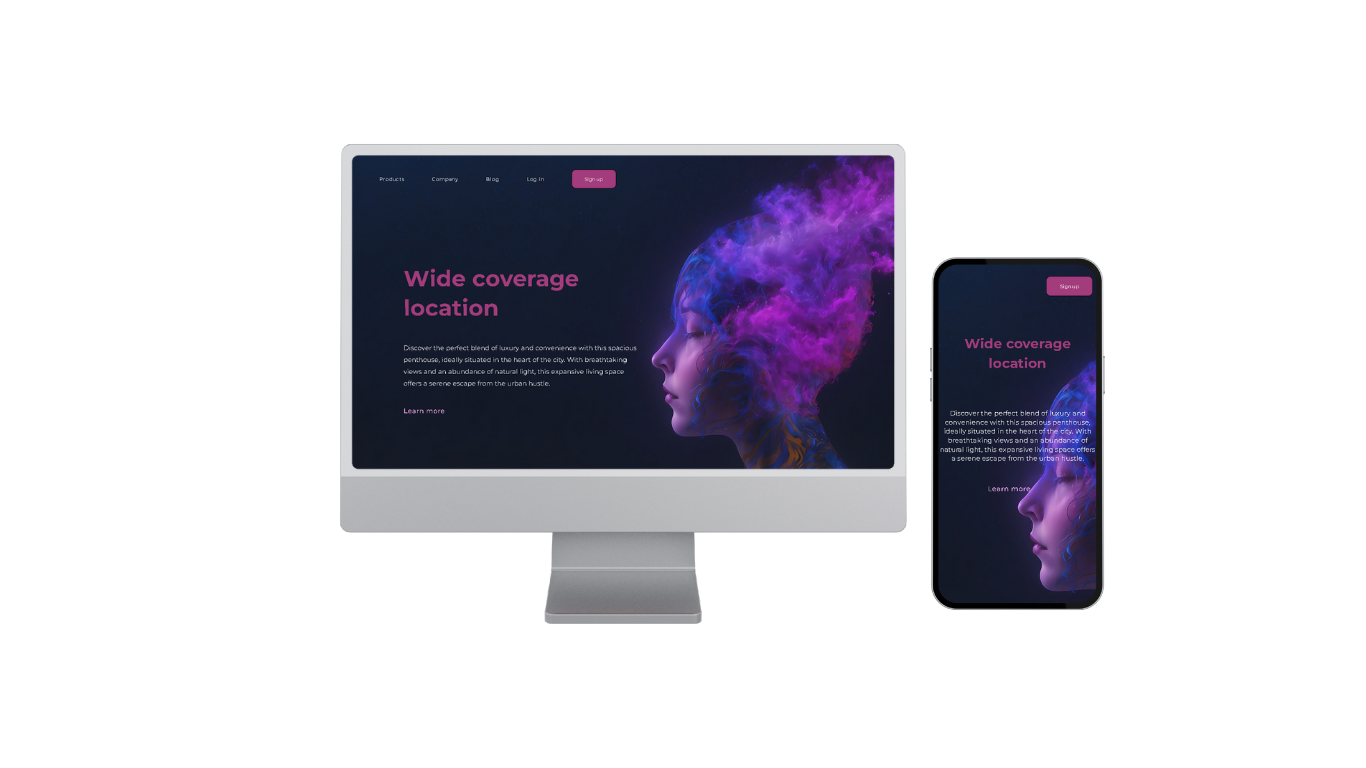 Products Company Blog Log In Sign up
Wide coverage
location
Discover the perfect blend of luxury and convenience with this spacious
penthouse, ideally situated in the heart of the city. With breathtaking
views and an abundance of natural light, this expansive living space
offers a serene escape from the urban hustle.
Learn more
Sign up
Wide coverage
location
Discover the perfect blend of luxury and
convenience with this spacious penthouse,
ideally situated in the heart of the city. With
breathtaking views and an abundance of
natural light, this expansive living space offers
a serene escape from the urban hustle.
Learn more